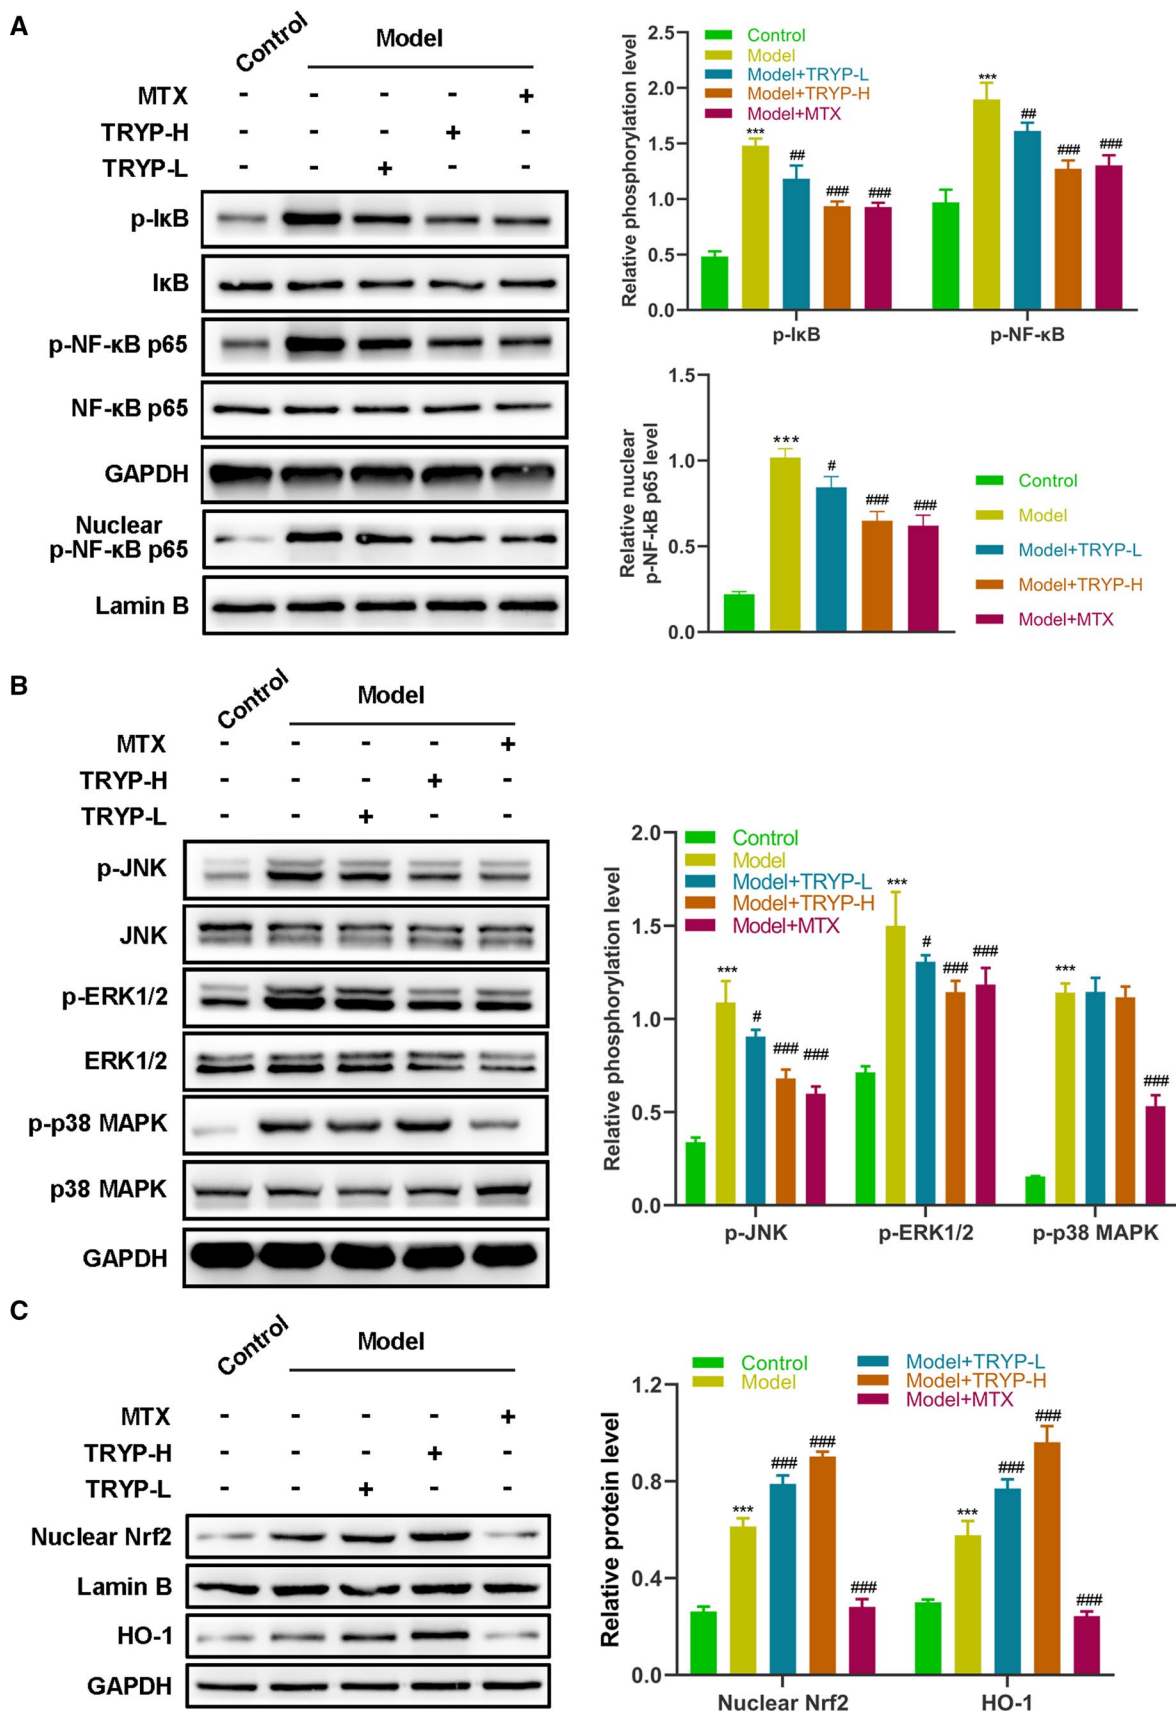 A
Control
Model
MTX - - - - +
TRYP-H - - - + -
TRYP-L - - + - -
p-IκB
IκB
p-NF-κB p65
NF-κB p65
GAPDH
Nuclear
p-NF-κB p65
Lamin B
Relative phosphorylation level
2.5
2.0
1.5
1.0
0.5
0.0
Control
Model
Model+TRYP-L
Model+TRYP-H
Model+MTX
*** ## ### ###
*** ## ### ###
p-IκB p-NF-κB
Relative nuclear
p-NF-kB p65 level
1.5
1.0
0.5
0.0
*** # ### ###
Control
Model
Model+TRYP-L
Model+TRYP-H
Model+MTX
B
Control
Model
MTX - - - - +
TRYP-H - - - + -
TRYP-L - - + - -
p-JNK
JNK
p-ERK1/2
ERK1/2
p-p38 MAPK
p38 MAPK
GAPDH
Relative phosphorylation level
2.0
1.5
1.0
0.5
0.0
Control
Model
Model+TRYP-L
Model+TRYP-H
Model+MTX
*** # ### ###
*** # ### ###
*** ###
p-JNK p-ERK1/2 p-p38 MAPK
C
Control
Model
MTX - - - - +
TRYP-H - - - + -
TRYP-L - - + - -
Nuclear Nrf2
Lamin B
HO-1
GAPDH
Relative protein level
1.2
0.8
0.4
0.0
Control
Model
Model+TRYP-L
Model+TRYP-H
Model+MTX
*** ### ### ###
*** ### ### ###
Nuclear Nrf2 HO-1